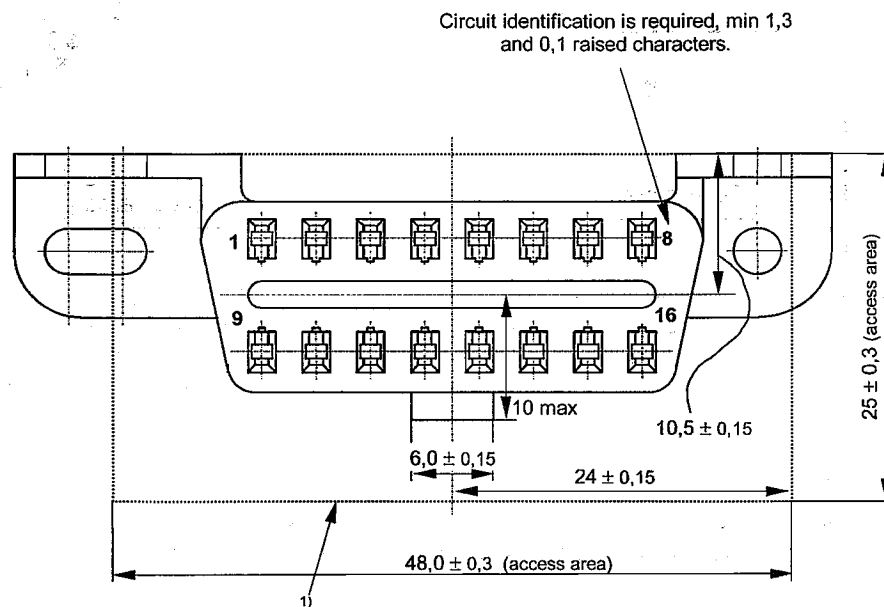 Circuit identification is required, min 1,3
and 0,1 raised characters.
1
8
9
16
10 max
10,5 ± 0,15
25 ± 0,3 (access area)
6,0 ± 0,15
24 ± 0,15
48,0 ± 0,3 (access area)
1)